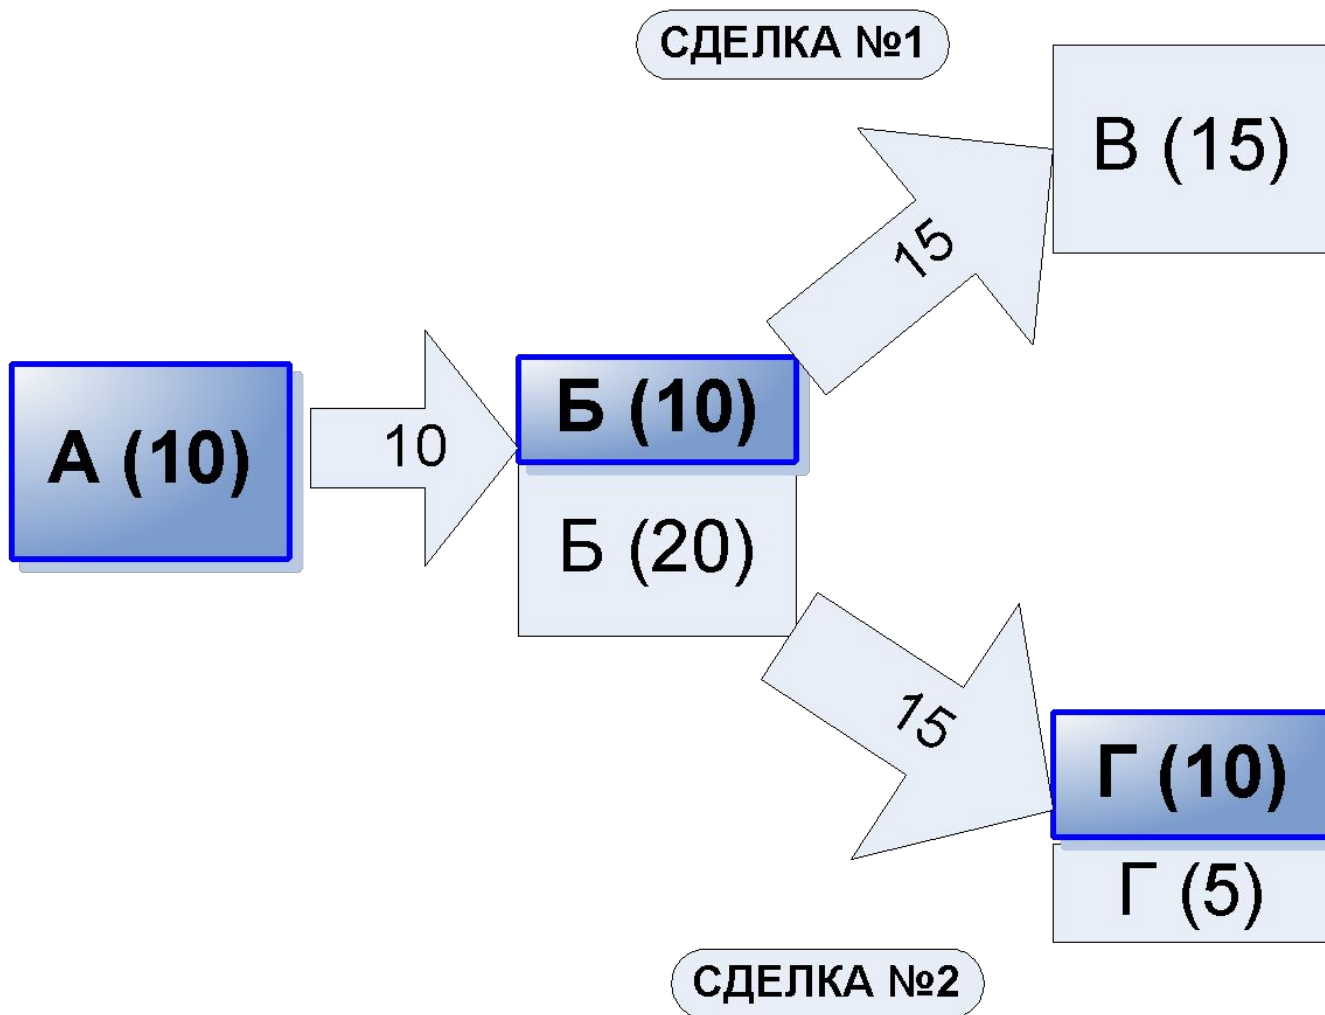 СДЕЛКА №1
В (15)
15
А (10)
10
Б (10)
Б (20)
15
Г (10)
Г (5)
СДЕЛКА №2